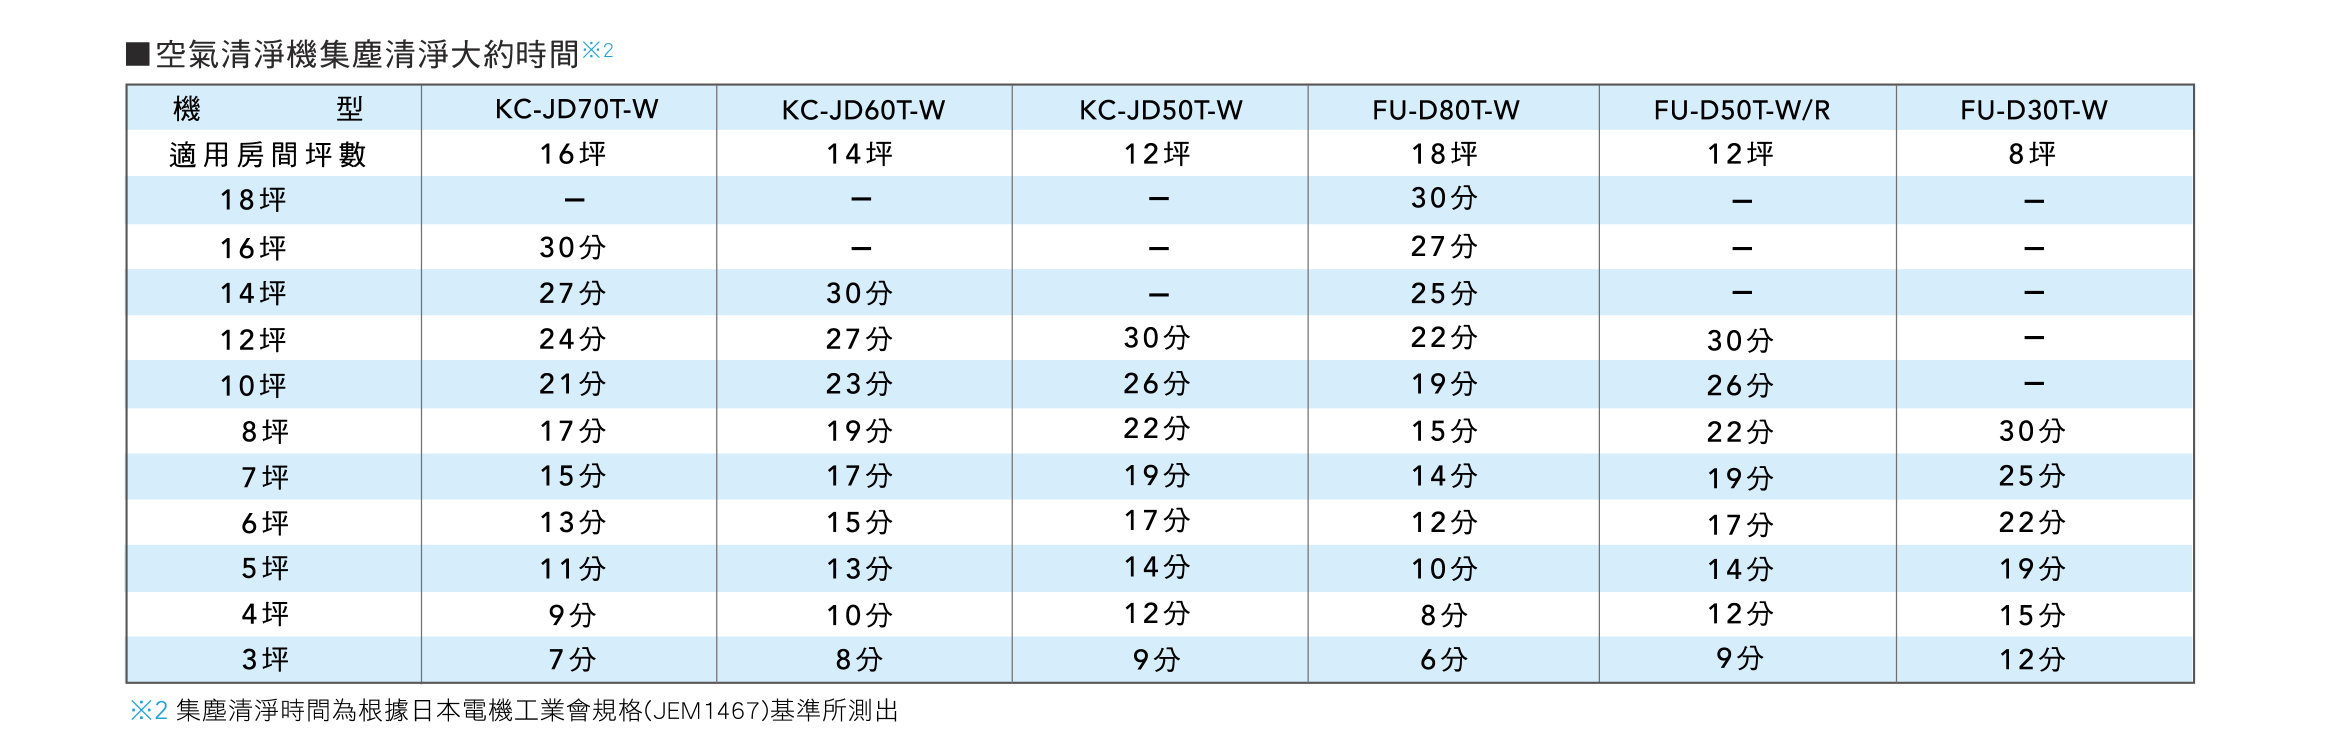 ■空氣清淨機集塵清淨大約時間※2
機型 KC-JD70T-W KC-JD60T-W KC-JD50T-W FU-D80T-W FU-D50T-W/R FU-D30T-W
適用房間坪數 16坪 14坪 12坪 18坪 12坪 8坪
18坪 – – – 30分 – –
16坪 30分 – – 27分 – –
14坪 27分 30分 – 25分 – –
12坪 24分 27分 30分 22分 30分 –
10坪 21分 23分 26分 19分 26分 –
8坪 17分 19分 22分 15分 22分 30分
7坪 15分 17分 19分 14分 19分 25分
6坪 13分 15分 17分 12分 17分 22分
5坪 11分 13分 14分 10分 14分 19分
4坪 9分 10分 12分 8分 12分 15分
3坪 7分 8分 9分 6分 9分 12分
※2 集塵清淨時間為根據日本電機工業會規格(JEM1467)基準所測出